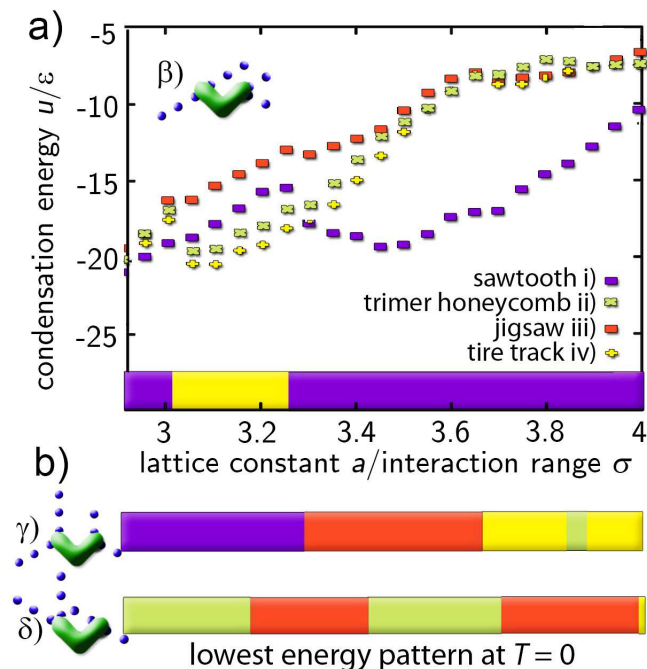 a)
condensation energy u/ε
-5
-10
-15
-20
-25
β)
sawtooth i)
trimer honeycomb ii)
jigsaw iii)
tire track iv)
3 3.2 3.4 3.6 3.8 4
lattice constant a/interaction range σ
b)
γ)
δ)
lowest energy pattern at T = 0